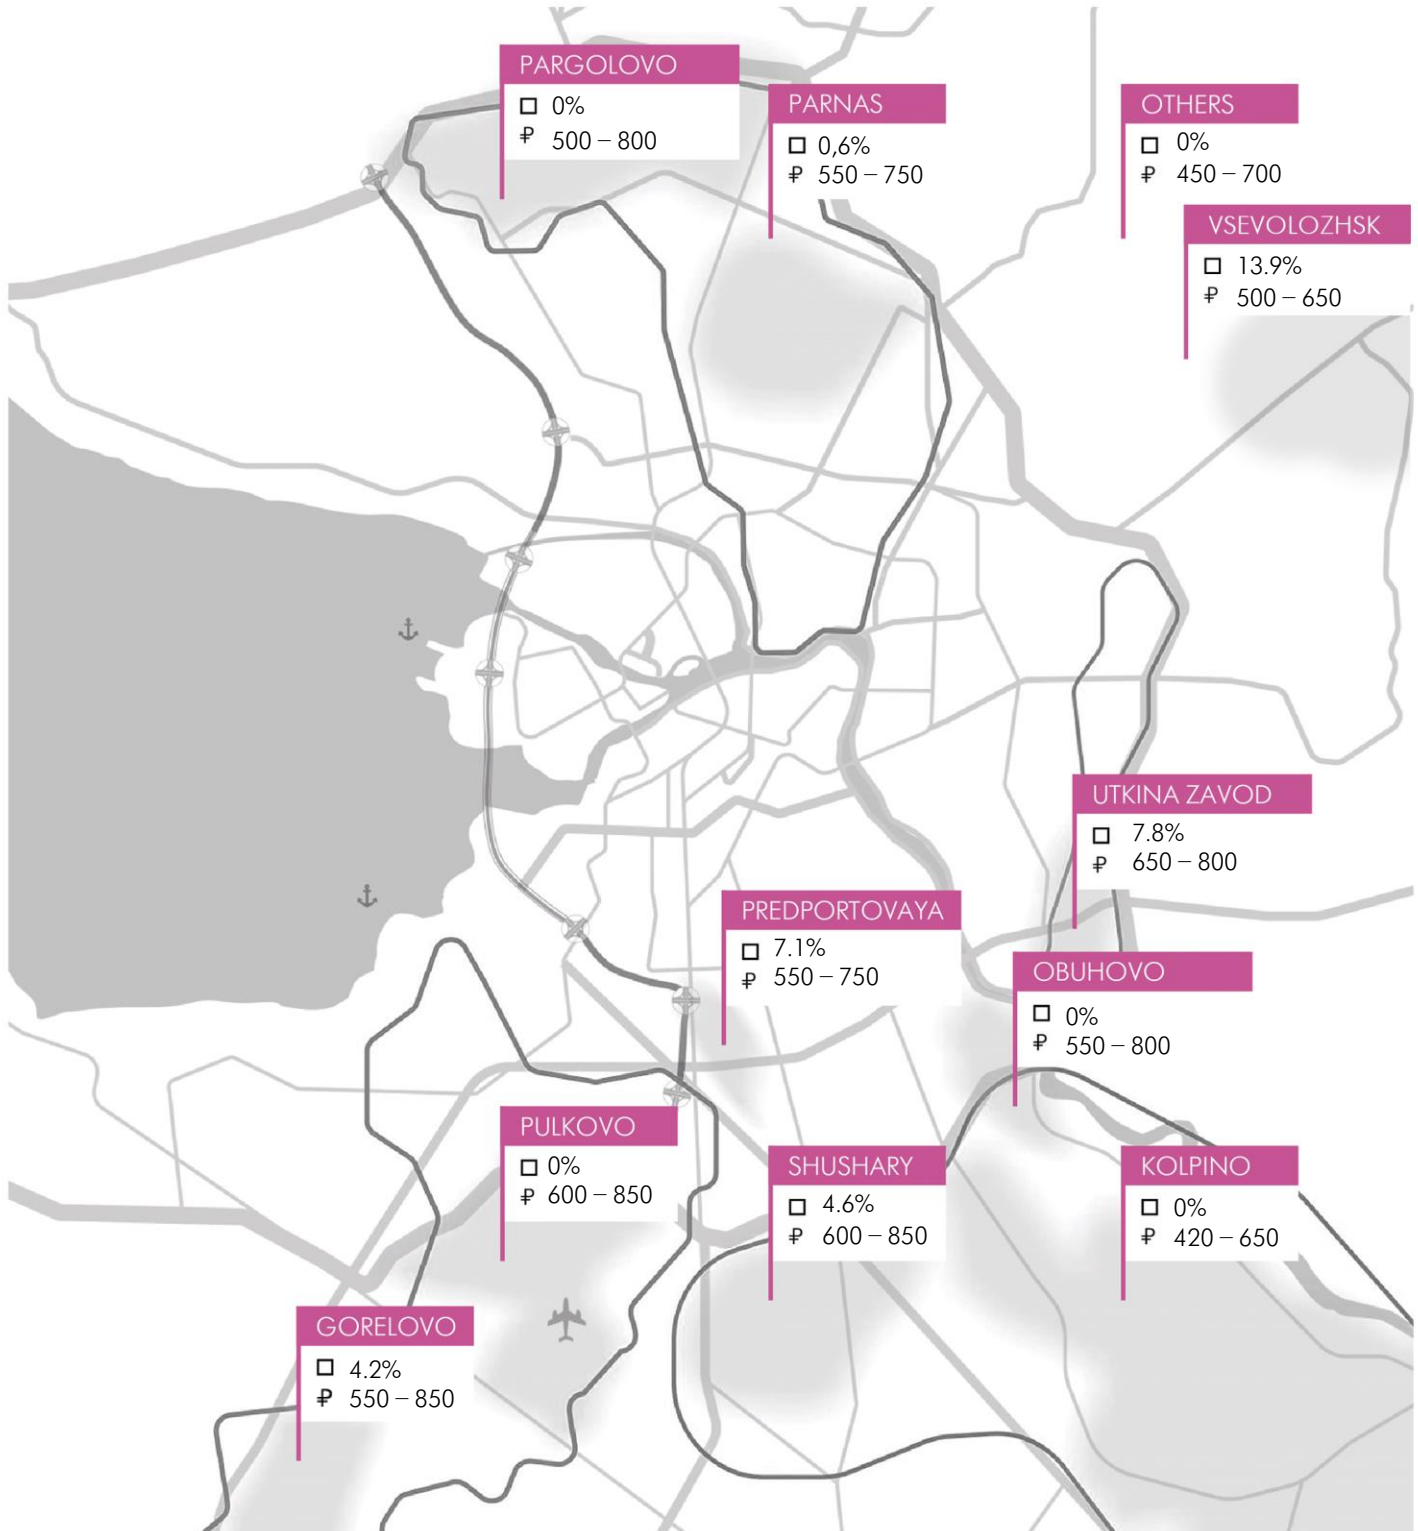 PARGOLOVO
0%
₽ 500 – 800
PARNAS
0,6%
₽ 550 – 750
OTHERS
0%
₽ 450 – 700
VSEVOLOZHSK
13.9%
₽ 500 – 650
UTKINA ZAVOD
7.8%
₽ 650 – 800
PREDPORTOVAYA
7.1%
₽ 550 – 750
OBUHOVO
0%
₽ 550 – 800
PULKOVO
0%
₽ 600 – 850
SHUSHARY
4.6%
₽ 600 – 850
KOLPINO
0%
₽ 420 – 650
GORELOVO
4.2%
₽ 550 – 850